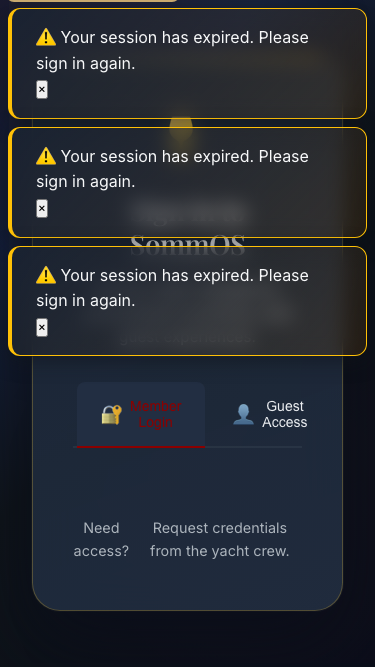 ⚠️ Your session has expired. Please
sign in again.
×
⚠️ Your session has expired. Please
sign in again.
×
SommOS
⚠️ Your session has expired. Please
sign in again.
×
Member
Login
Guest
Access
Need
access?
Request credentials
from the yacht crew.